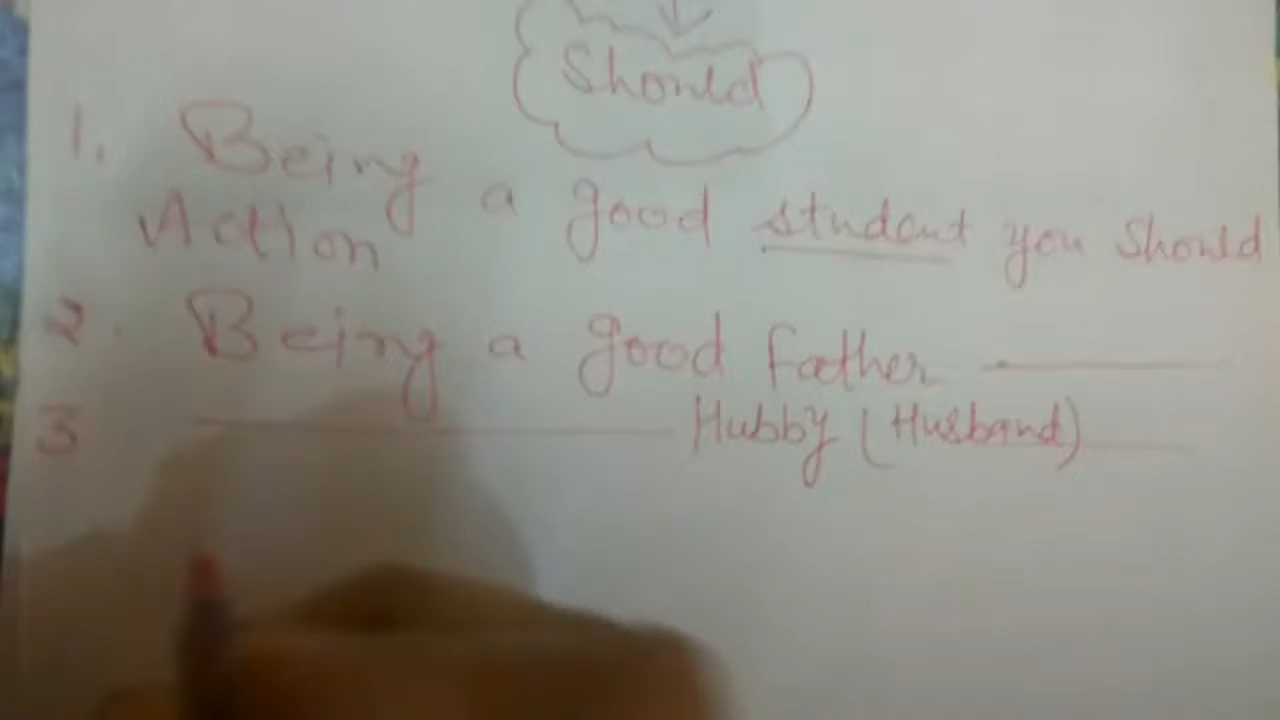 Should
1. Being a good student you should
Action
2. Being a good father
3 Hubby (Husband)